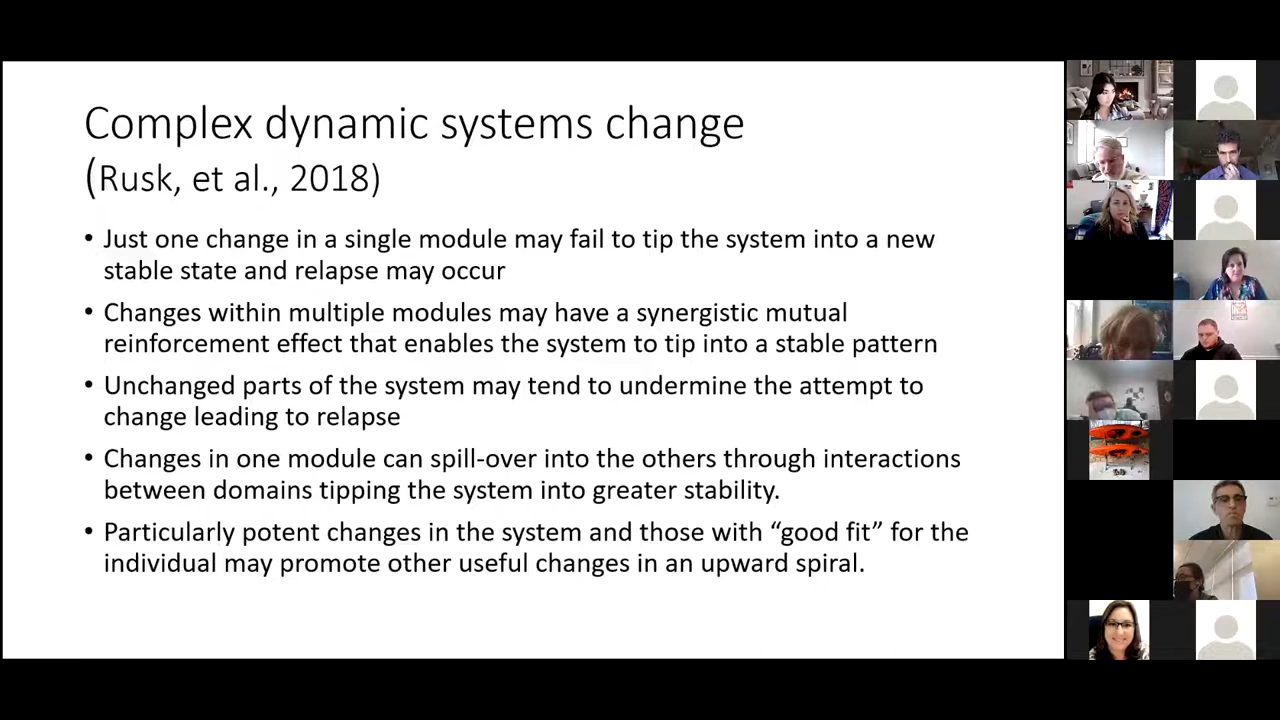 Complex dynamic systems change
(Rusk, et al., 2018)
• Just one change in a single module may fail to tip the system into a new
stable state and relapse may occur
• Changes within multiple modules may have a synergistic mutual
reinforcement effect that enables the system to tip into a stable pattern
• Unchanged parts of the system may tend to undermine the attempt to
change leading to relapse
• Changes in one module can spill-over into the others through interactions
between domains tipping the system into greater stability.
• Particularly potent changes in the system and those with “good fit” for the
individual may promote other useful changes in an upward spiral.